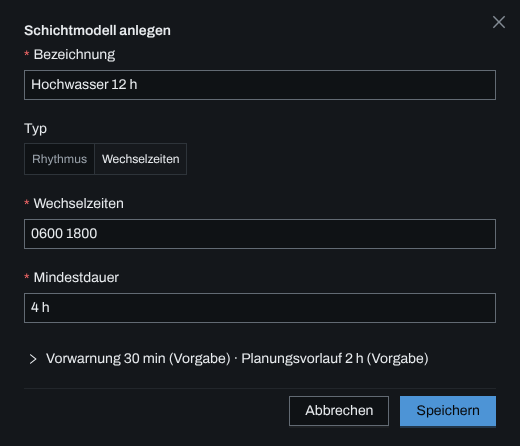 Schichtmodell anlegen
* Bezeichnung
Hochwasser 12 h
Typ
Rhythmus Wechselzeiten
* Wechselzeiten
0600 1800
* Mindestdauer
4 h
Vorwarnung 30 min (Vorgabe) · Planungsvorlauf 2 h (Vorgabe)
Abbrechen Speichern